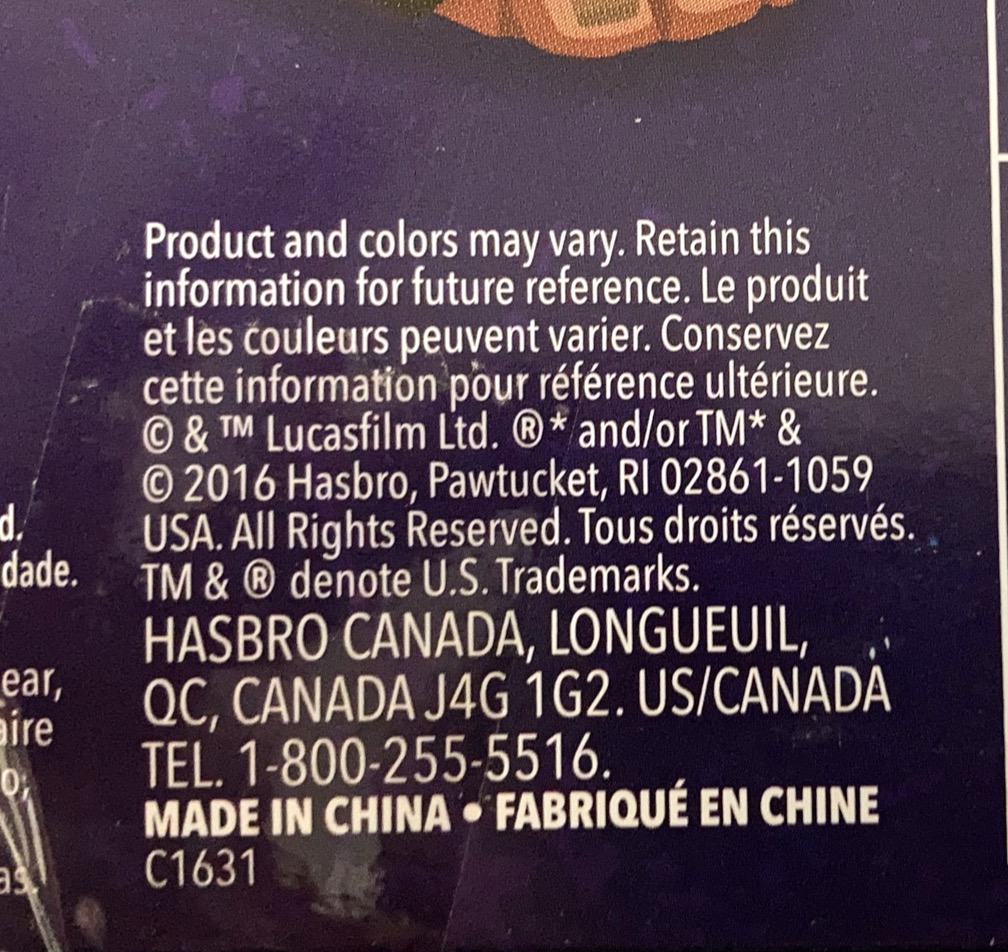 Product and colors may vary. Retain this
information for future reference. Le produit
et les couleurs peuvent varier. Conservez
cette information pour référence ultérieure.
© & ™ Lucasfilm Ltd. ®* and/or TM* &
© 2016 Hasbro, Pawtucket, RI 02861-1059
USA. All Rights Reserved. Tous droits réservés.
TM & ® denote U.S. Trademarks.
HASBRO CANADA, LONGUEUIL,
QC, CANADA J4G 1G2. US/CANADA
TEL. 1-800-255-5516.
MADE IN CHINA • FABRIQUÉ EN CHINE
C1631
d.
dade.
ear,
aire
o,
as.